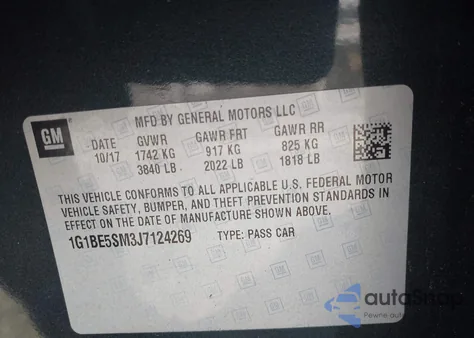 MFD BY GENERAL MOTORS LLC
GM
DATE GVWR GAWR FRT GAWR RR
10/17 1742 KG 917 KG 825 KG
3840 LB 2022 LB 1818 LB
THIS VEHICLE CONFORMS TO ALL APPLICABLE U.S. FEDERAL MOTOR
VEHICLE SAFETY, BUMPER, AND THEFT PREVENTION STANDARDS IN
EFFECT ON THE DATE OF MANUFACTURE SHOWN ABOVE.
1G1BE5SM3J7124269 TYPE: PASS CAR
autoSnap
Pewne auto